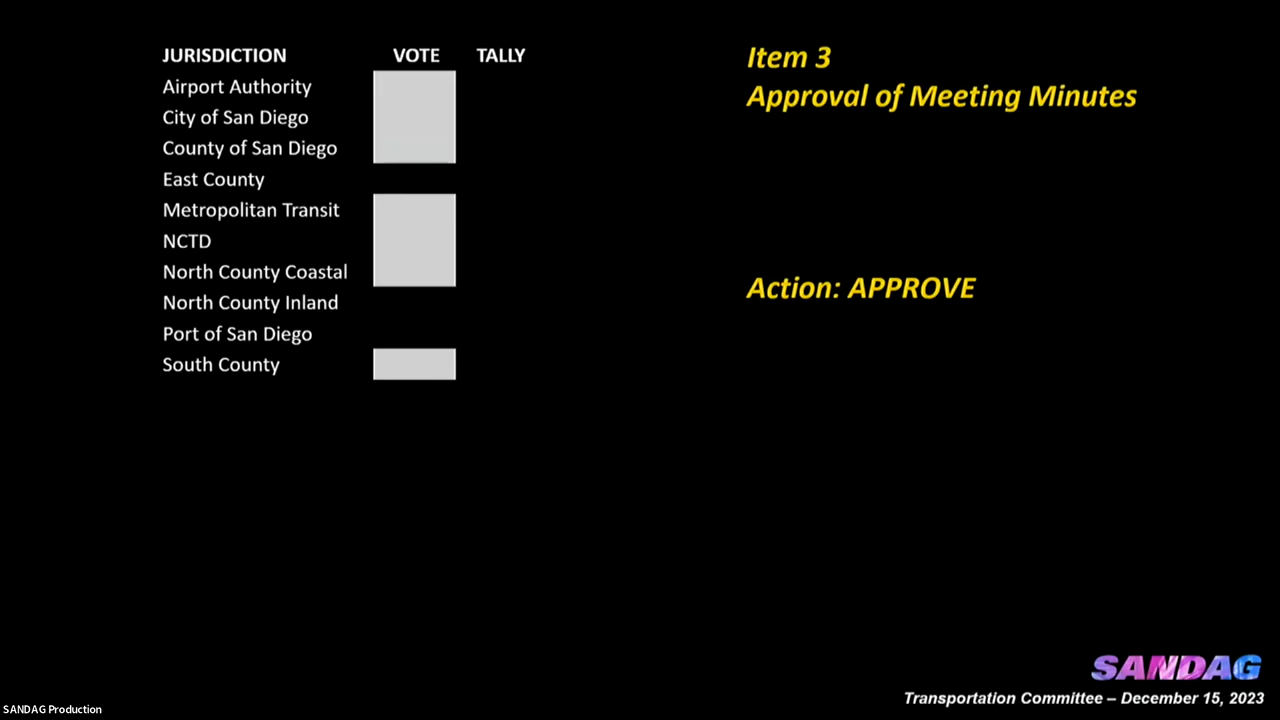 JURISDICTION VOTE TALLY
Airport Authority
City of San Diego
County of San Diego
East County
Metropolitan Transit
NCTD
North County Coastal
North County Inland
Port of San Diego
South County
Item 3
Approval of Meeting Minutes
Action: APPROVE
SANDAG
Transportation Committee – December 15, 2023
SANDAG Production